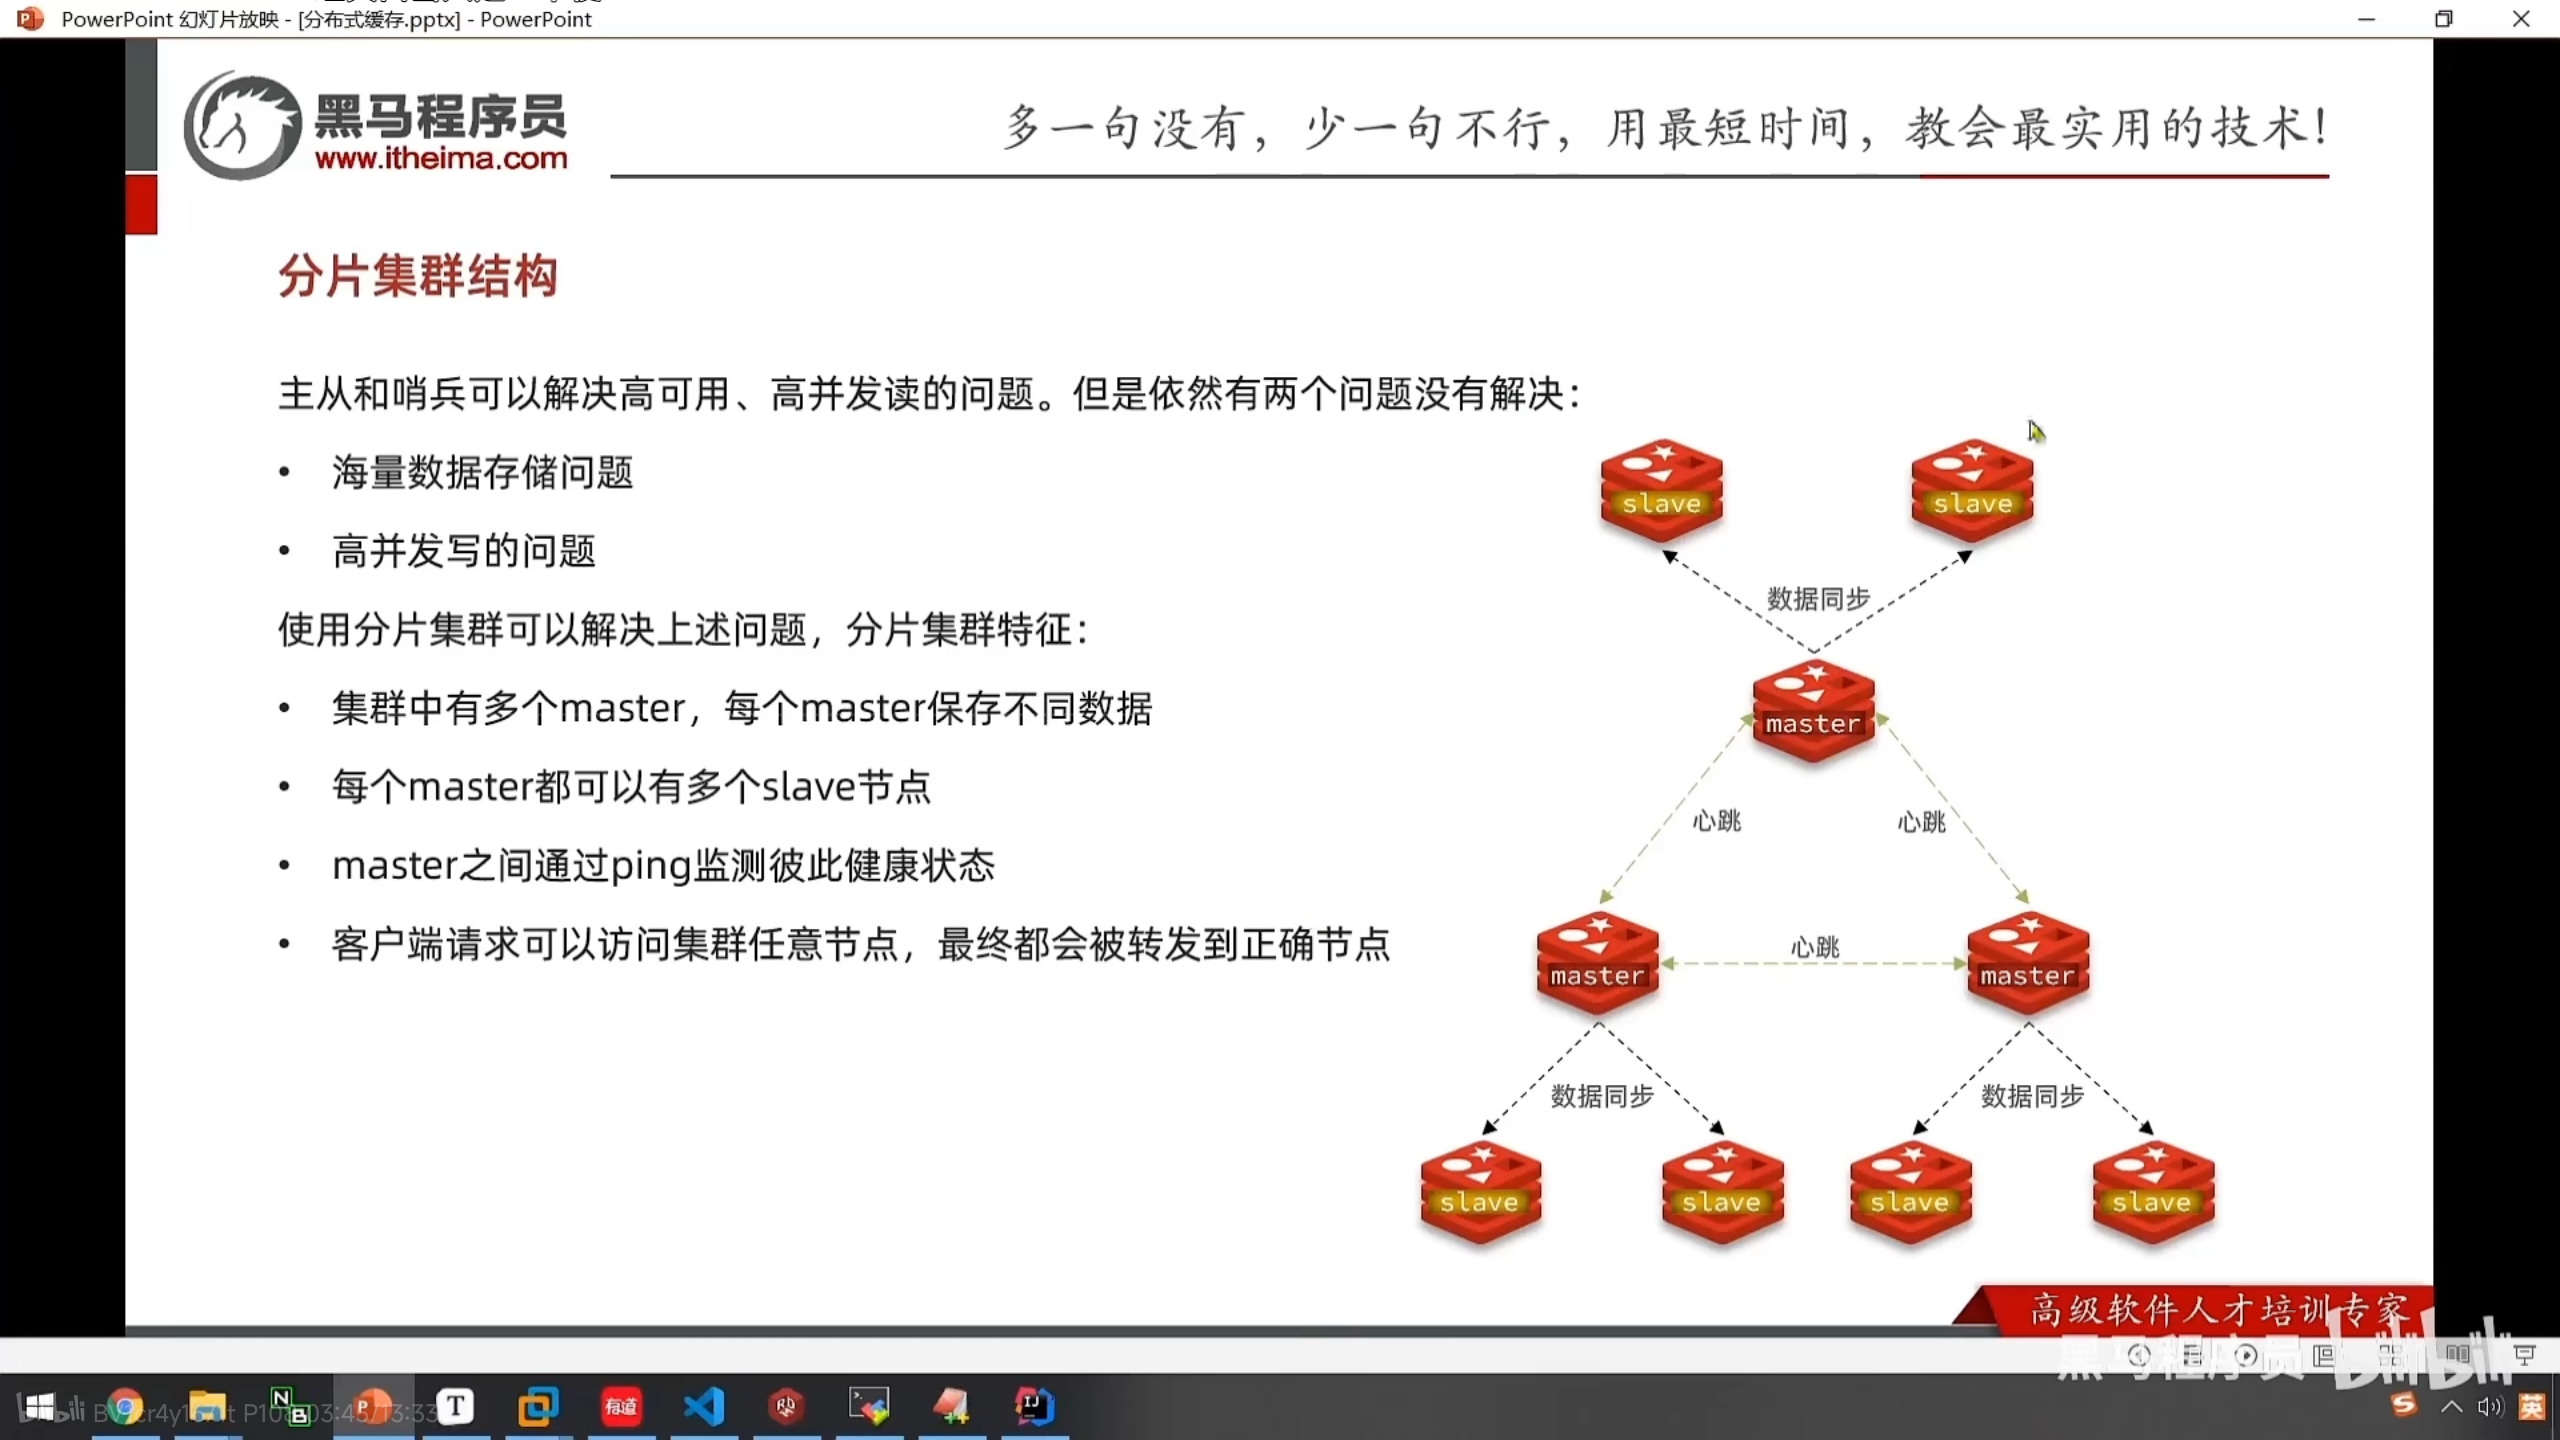 PowerPoint 幻灯片放映 - [分布式缓存.pptx] - PowerPoint
黑马程序员
www.itheima.com
多一句没有，少一句不行，用最短时间，教会最实用的技术！
分片集群结构
主从和哨兵可以解决高可用、高并发读的问题。但是依然有两个问题没有解决：
• 海量数据存储问题
• 高并发写的问题
使用分片集群可以解决上述问题，分片集群特征：
• 集群中有多个master，每个master保存不同数据
• 每个master都可以有多个slave节点
• master之间通过ping监测彼此健康状态
• 客户端请求可以访问集群任意节点，最终都会被转发到正确节点
slave
slave
数据同步
master
心跳
心跳
master
心跳
master
数据同步
数据同步
slave
slave
slave
slave
高级软件人才培训专家
黑马程序员 bilibili
bilibili
P108 03:43/13:33
有道
英